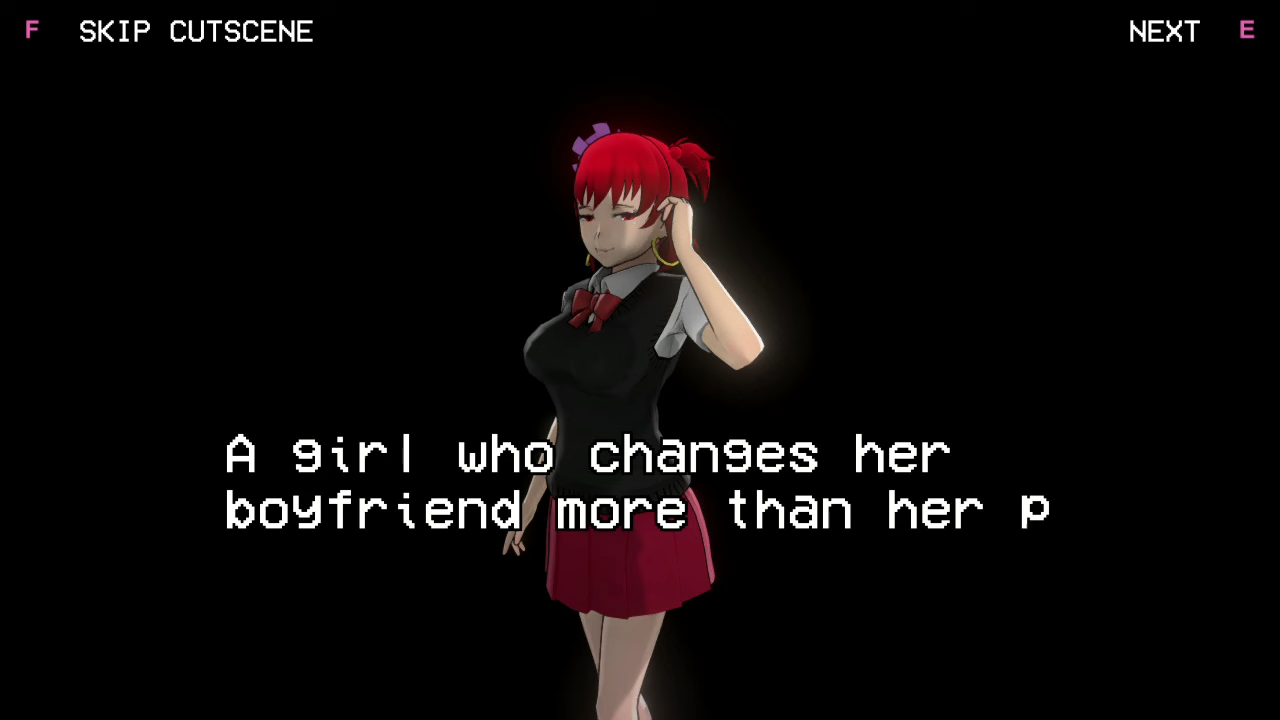 F SKIP CUTSCENE
NEXT E
A girl who changes her
boyfriend more than her p